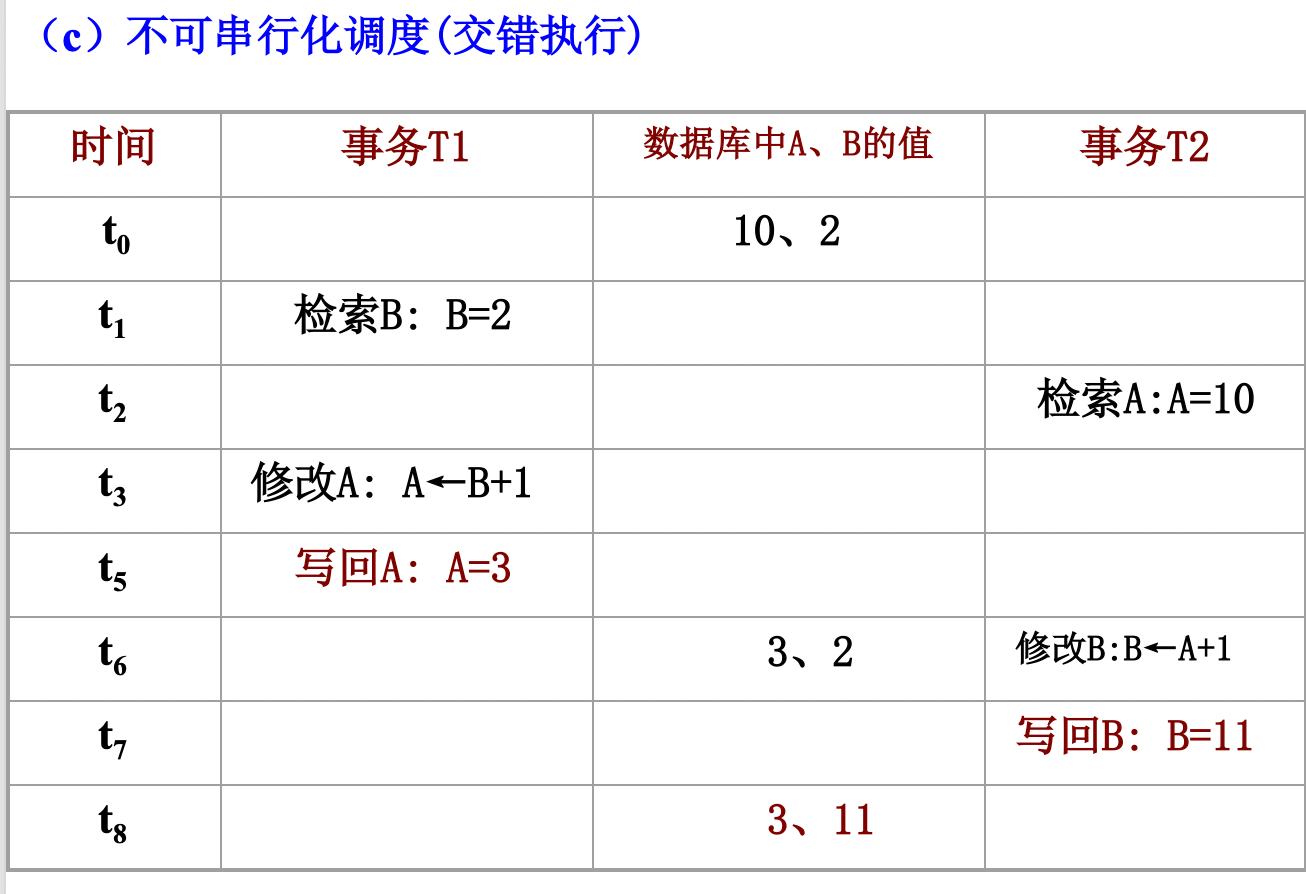 （c）不可串行化调度(交错执行)
时间 事务T1 数据库中A、B的值 事务T2
t0 10、2
t1 检索B: B=2
t2 检索A:A=10
t3 修改A: A←B+1
t5 写回A: A=3
t6 3、2 修改B:B←A+1
t7 写回B: B=11
t8 3、11